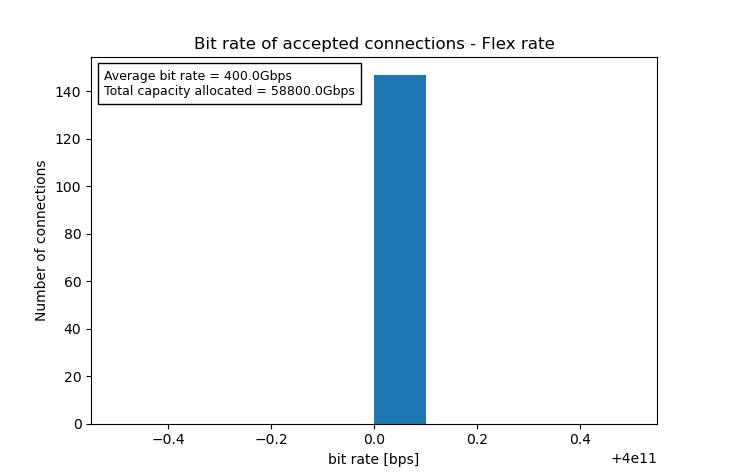 Bit rate of accepted connections - Flex rate
Average bit rate = 400.0Gbps
Total capacity allocated = 58800.0Gbps
Number of connections
140
120
100
80
60
40
20
0
−0.4 −0.2 0.0 0.2 0.4
bit rate [bps]
+4e11